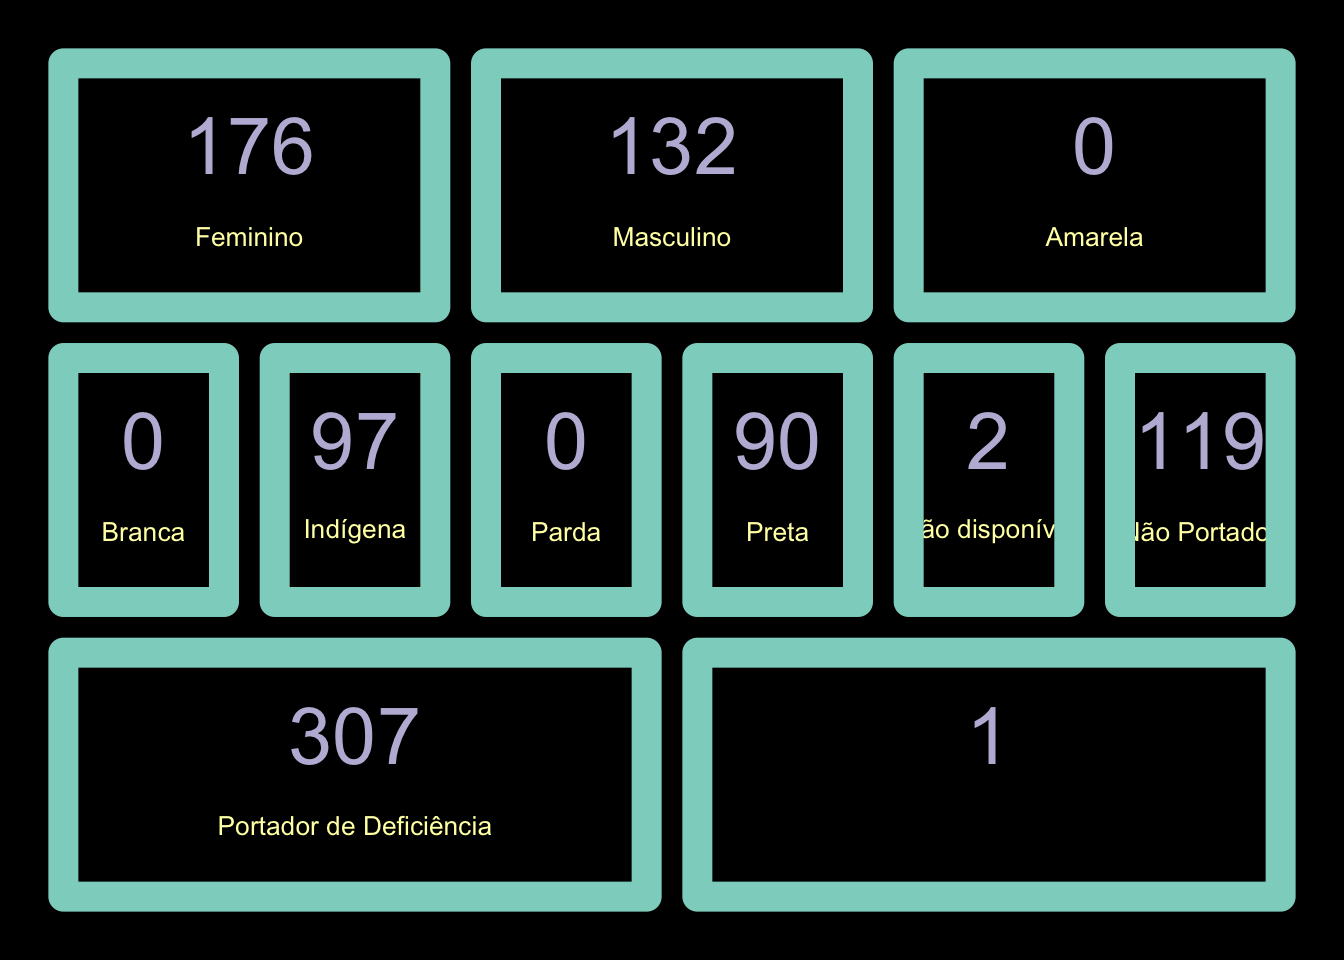 176
Feminino
132
Masculino
0
Amarela
0
Branca
97
Indígena
0
Parda
90
Preta
2
ão disponív
119
Não Portado
307
Portador de Deficiência
1